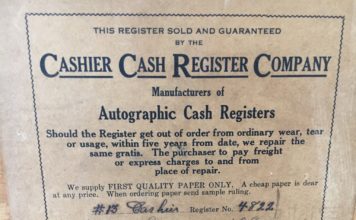 THIS REGISTER SOLD AND GUARANTEED
BY THE
CASHIER CASH REGISTER COMPANY
Manufacturers of
Autographic Cash Registers
Should the Register get out of order from ordinary wear, tear
or usage, within five years from date, we repair the
same gratis. The purchaser to pay freight
or express charges to and from
place of repair.
We supply FIRST QUALITY PAPER ONLY. A cheap paper is dear
at any price. When ordering paper send sample ruling.
#13 Cashier Register No. 4822